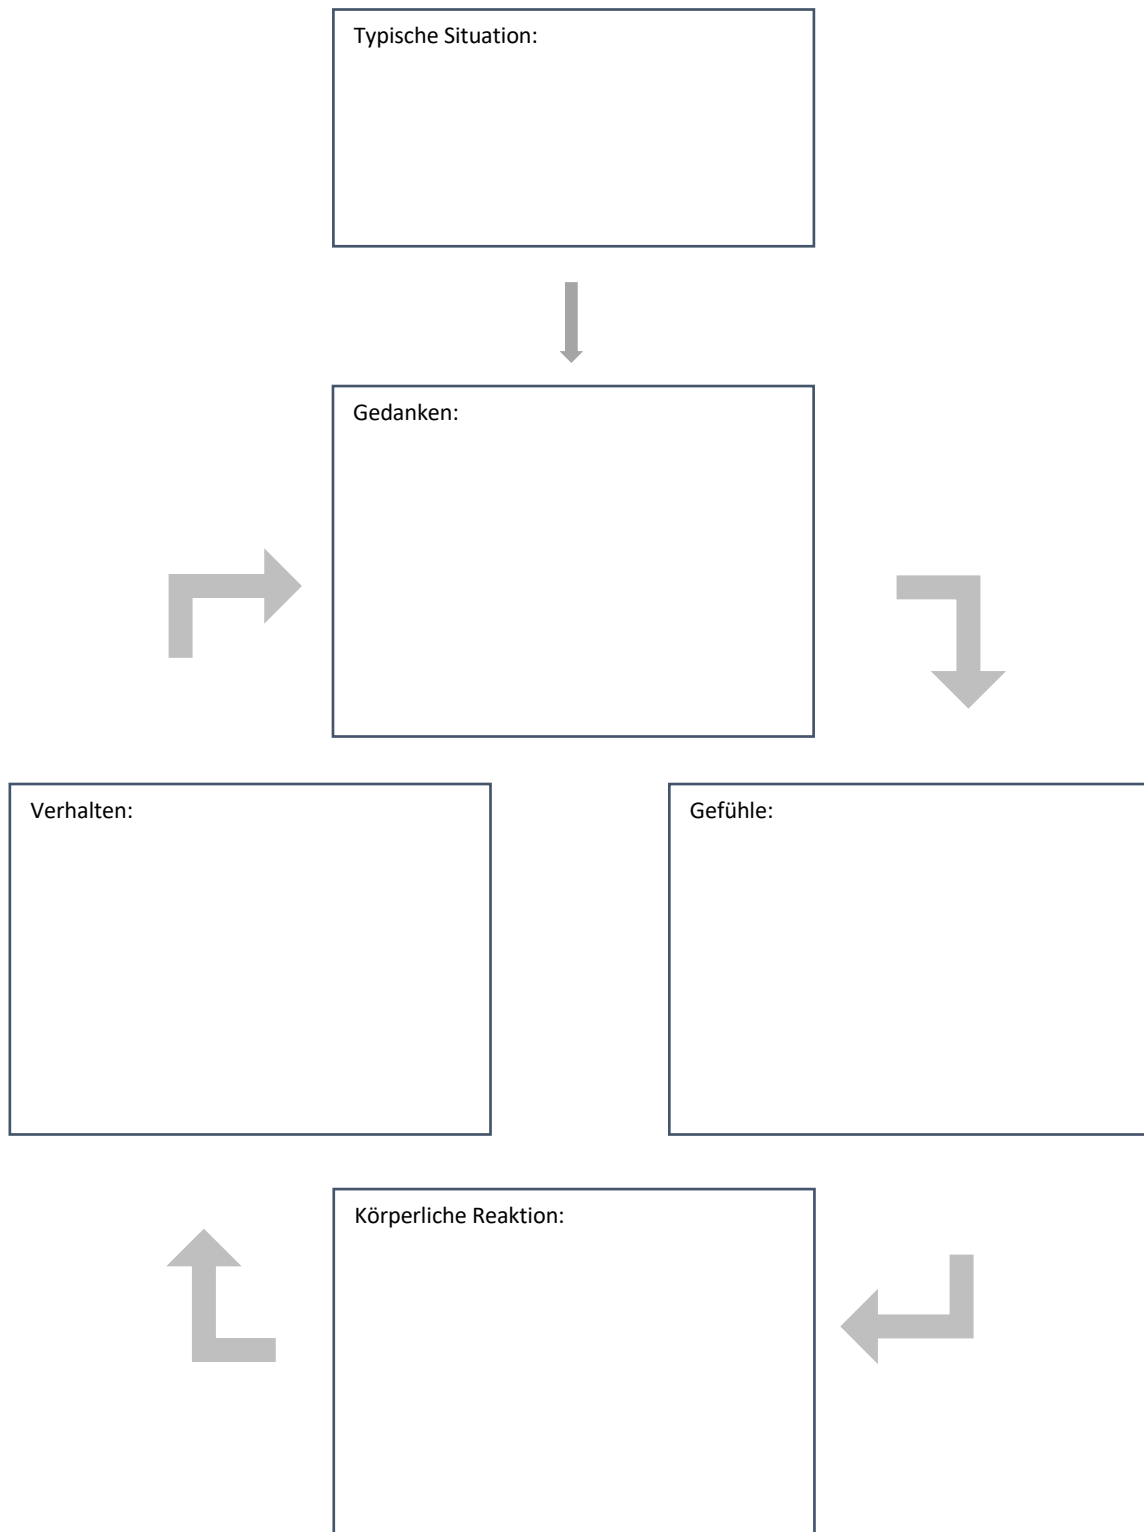 Typische Situation:
Gedanken:
Verhalten:
Gefühle:
Körperliche Reaktion: